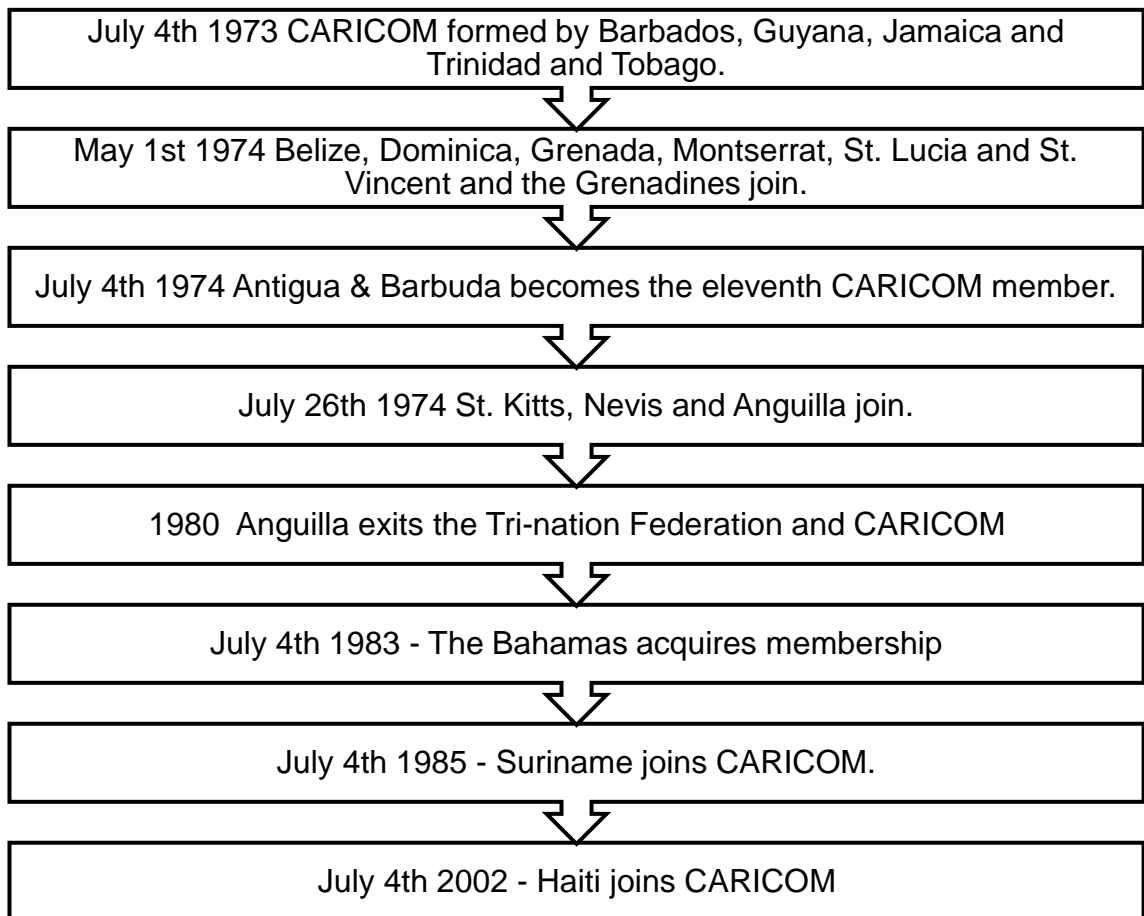 July 4th 1973 CARICOM formed by Barbados, Guyana, Jamaica and
Trinidad and Tobago.
May 1st 1974 Belize, Dominica, Grenada, Montserrat, St. Lucia and St.
Vincent and the Grenadines join.
July 4th 1974 Antigua & Barbuda becomes the eleventh CARICOM member.
July 26th 1974 St. Kitts, Nevis and Anguilla join.
1980  Anguilla exits the Tri-nation Federation and CARICOM
July 4th 1983 - The Bahamas acquires membership
July 4th 1985 - Suriname joins CARICOM.
July 4th 2002 - Haiti joins CARICOM